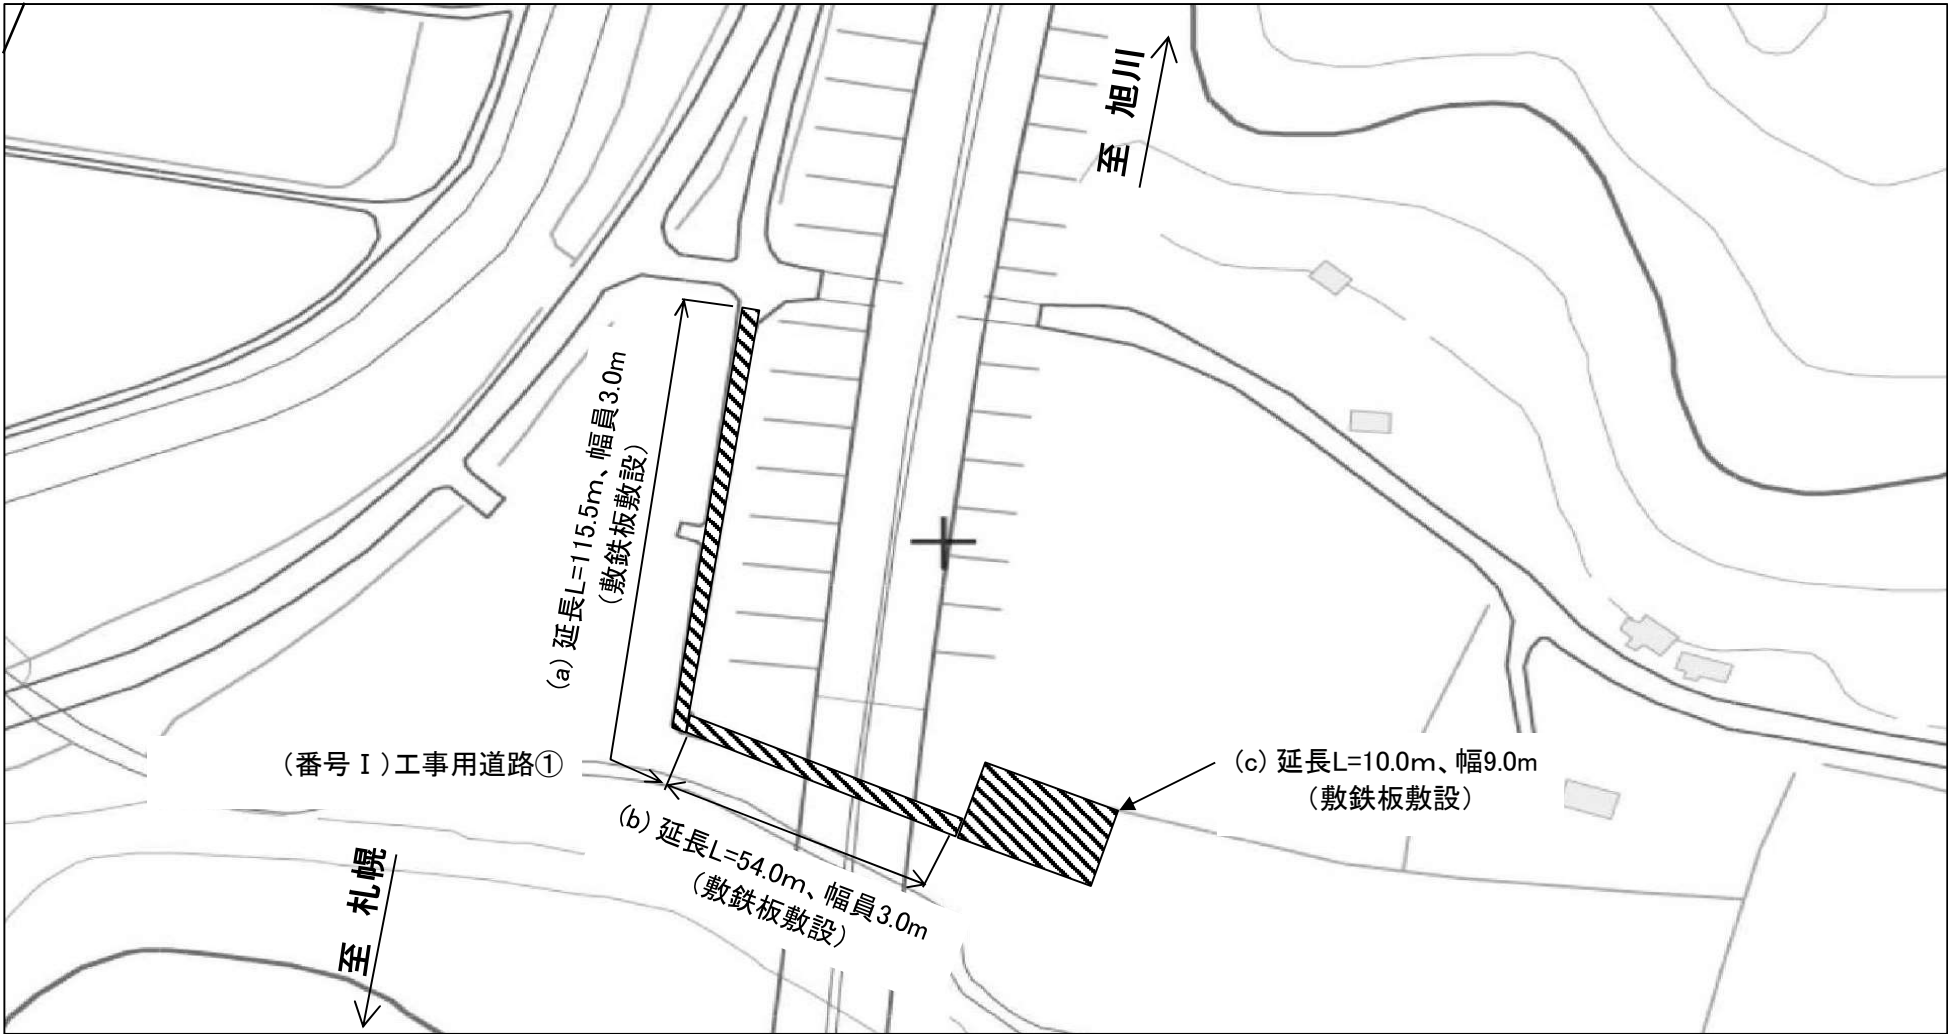 至　旭川
(a) 延長L=115.5m、幅員3.0m
(敷鉄板敷設)
(番号Ⅰ)工事用道路①
(b) 延長L=54.0m、幅員3.0m
(敷鉄板敷設)
(c) 延長L=10.0m、幅9.0m
(敷鉄板敷設)
至　札幌